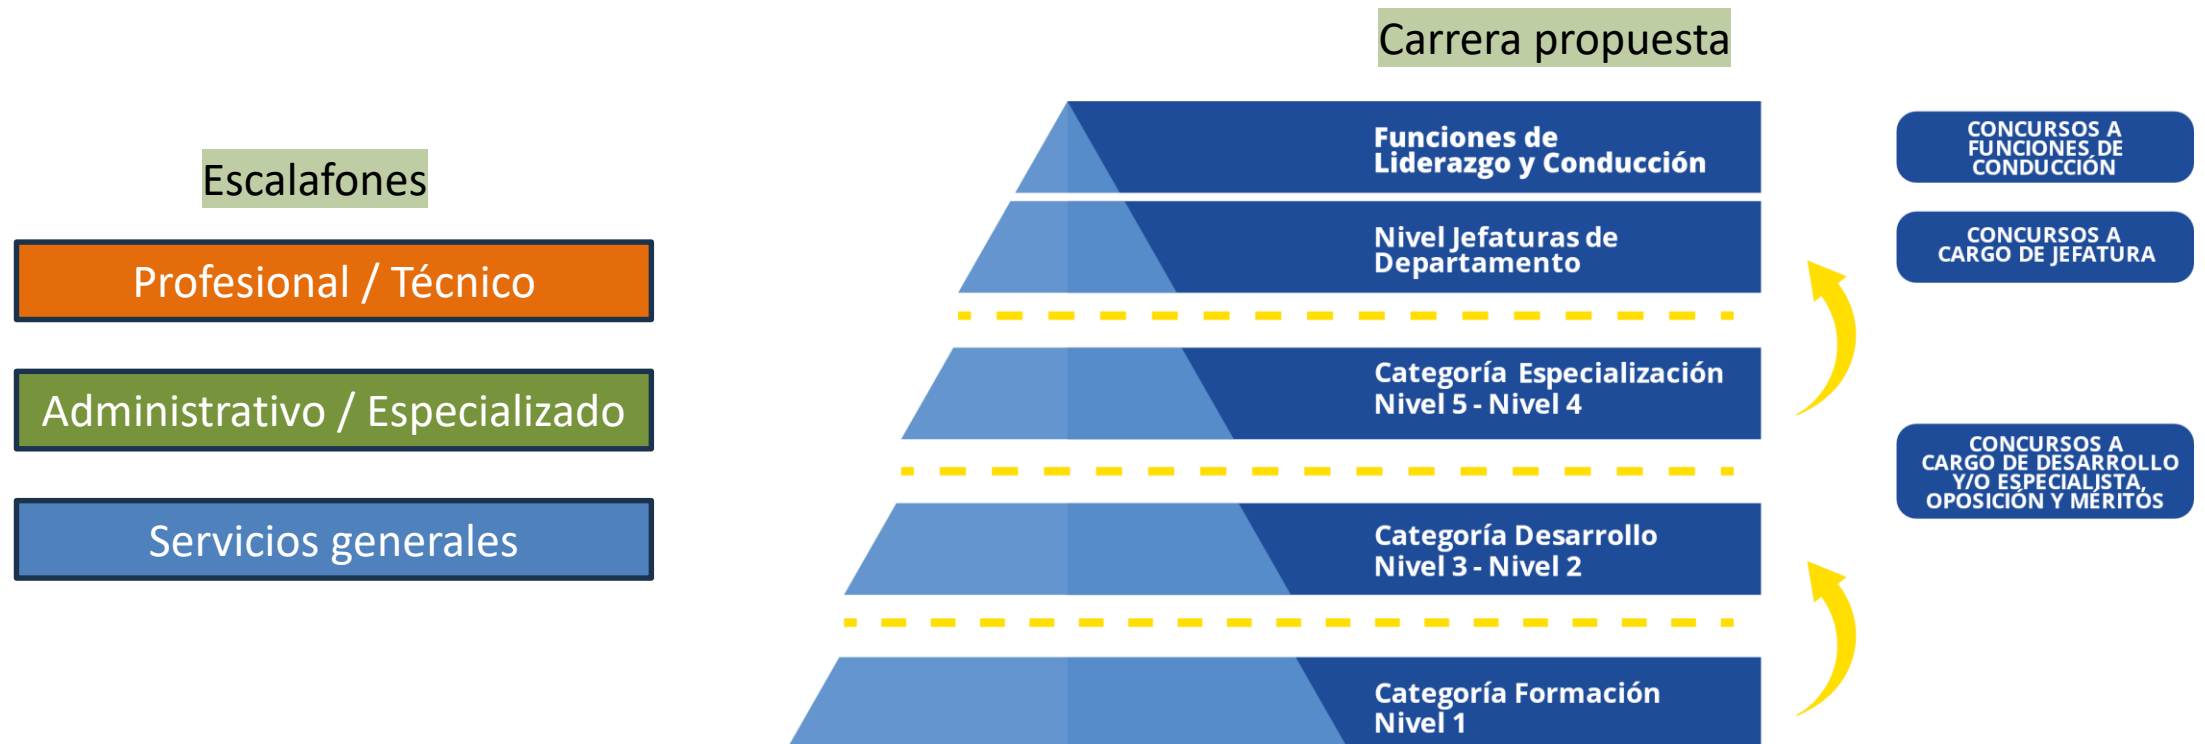 Escalafones
Profesional / Técnico
Administrativo / Especializado
Servicios generales
Carrera propuesta
Funciones de
Liderazgo y Conducción
Nivel Jefaturas de
Departamento
Categoría Especialización
Nivel 5 - Nivel 4
Categoría Desarrollo
Nivel 3 - Nivel 2
Categoría Formación
Nivel 1
CONCURSOS A
FUNCIONES DE
CONDUCCIÓN
CONCURSOS A
CARGO DE JEFATURA
CONCURSOS A
CARGO DE DESARROLLO
Y/O ESPECIALISTA,
OPOSICIÓN Y MÉRITOS